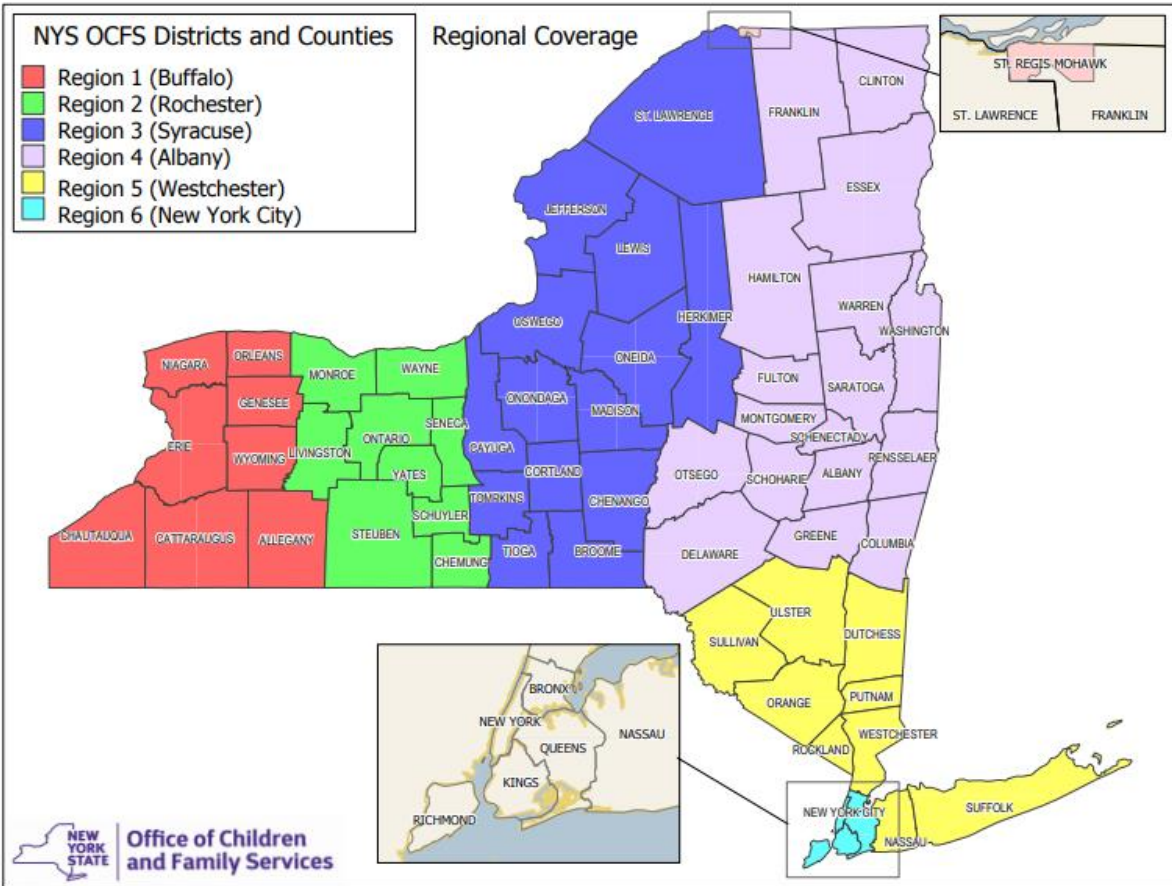 NYS OCFS Districts and Counties
Region 1 (Buffalo)
Region 2 (Rochester)
Region 3 (Syracuse)
Region 4 (Albany)
Region 5 (Westchester)
Region 6 (New York City)
Regional Coverage
ST. REGIS MOHAWK
ST. LAWRENCE
FRANKLIN
CLINTON
ST. LAWRENCE
FRANKLIN
ESSEX
JEFFERSON
LEWIS
HAMILTON
WARREN
WASHINGTON
OSWEGO
HERKIMER
ONEIDA
NIAGARA
ORLEANS
MONROE
WAYNE
FULTON
SARATOGA
GENESEE
ONONDAGA
MADISON
MONTGOMERY
SENECA
ONTARIO
SCHENECTADY
ERIE
WYOMING
LIVINGSTON
CAYUGA
RENSSELAER
YATES
CORTLAND
OTSEGO
SCHOHARIE
ALBANY
TOMPKINS
CHENANGO
SCHUYLER
CHAUTAUQUA
CATTARAUGUS
ALLEGANY
STEUBEN
GREENE
COLUMBIA
CHEMUNG
TIOGA
BROOME
DELAWARE
ULSTER
SULLIVAN
DUTCHESS
ORANGE
PUTNAM
ROCKLAND
WESTCHESTER
NEW YORK CITY
SUFFOLK
NASSAU
BRONX
NEW YORK
NASSAU
QUEENS
KINGS
RICHMOND
NEW
YORK
STATE
Office of Children
and Family Services